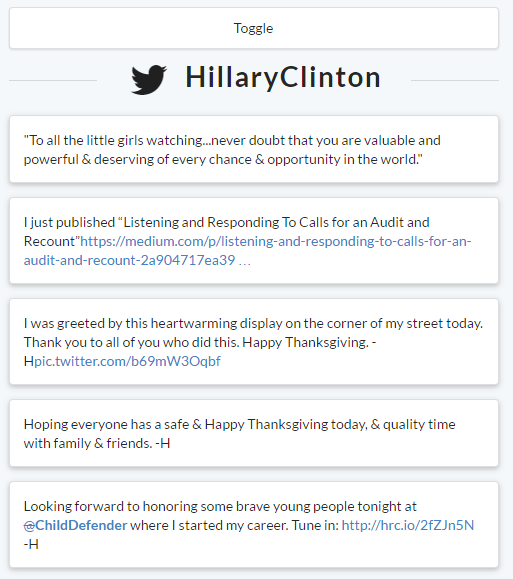 Toggle
HillaryClinton
"To all the little girls watching...never doubt that you are valuable and
powerful & deserving of every chance & opportunity in the world."
I just published “Listening and Responding To Calls for an Audit and
Recount”https://medium.com/p/listening-and-responding-to-calls-for-an-
audit-and-recount-2a904717ea39 …
I was greeted by this heartwarming display on the corner of my street today.
Thank you to all of you who did this. Happy Thanksgiving. -
Hpic.twitter.com/b69mW3Oqbf
Hoping everyone has a safe & Happy Thanksgiving today, & quality time
with family & friends. -H
Looking forward to honoring some brave young people tonight at
@ChildDefender where I started my career. Tune in: http://hrc.io/2fZJn5N
-H